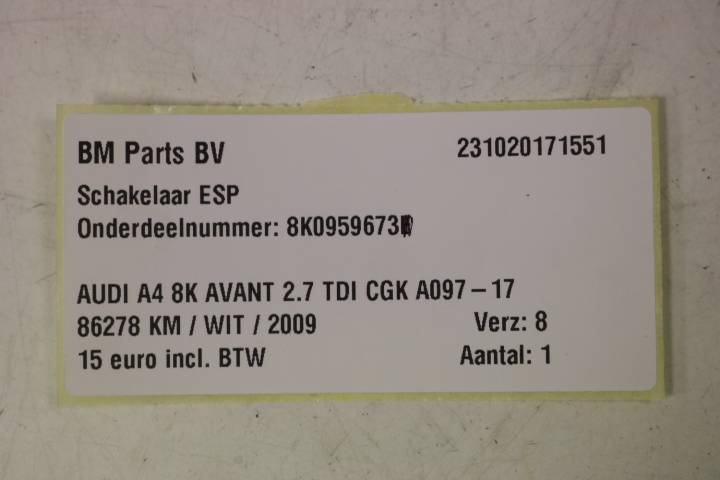 BM Parts BV 231020171551
Schakelaar ESP
Onderdeelnummer: 8K0959673
AUDI A4 8K AVANT 2.7 TDI CGK A097-17
86278 KM / WIT / 2009 Verz: 8
15 euro incl. BTW Aantal: 1